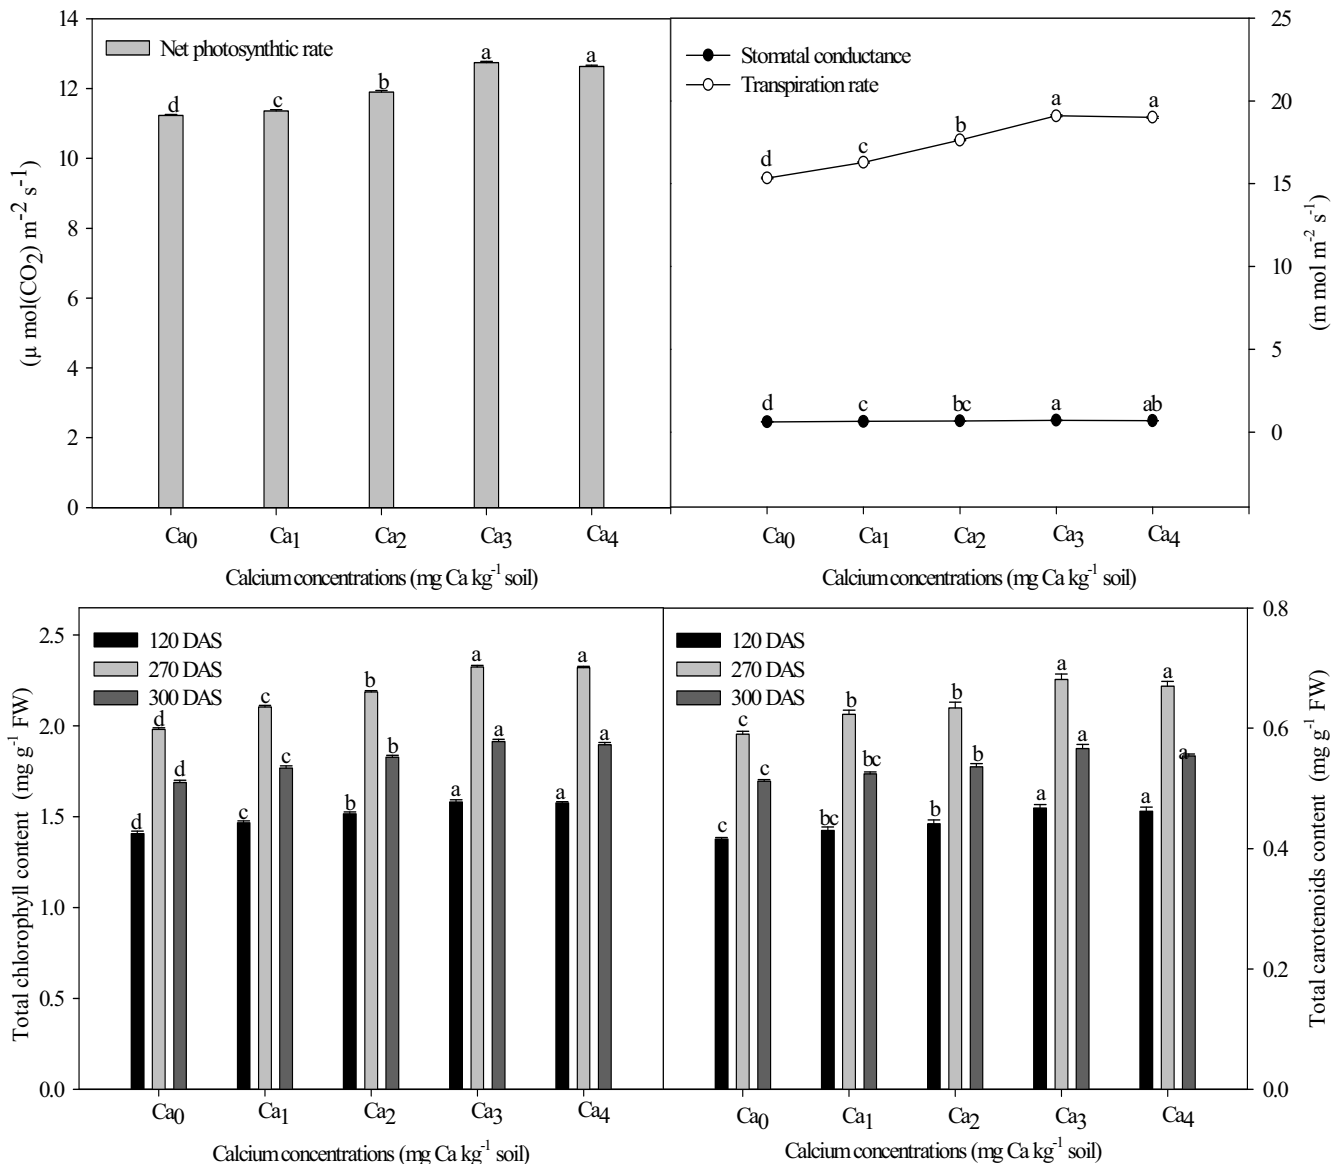 14
12
10
8
6
4
2
0
(µ mol(CO2) m-2 s-1)
Net photosynthtic rate
d
c
b
a
a
Ca0
Ca1
Ca2
Ca3
Ca4
Calcium concentrations (mg Ca kg-1 soil)
Stomatal conductance
Transpiration rate
d
c
b
a
a
d
c
bc
a
ab
25
20
15
10
5
0
(m mol m-2 s-1)
Ca0
Ca1
Ca2
Ca3
Ca4
Calcium concentrations (mg Ca kg-1 soil)
2.5
2.0
1.5
1.0
0.5
0.0
Total chlorophyll content (mg g-1 FW)
120 DAS
270 DAS
300 DAS
d
d
d
c
c
c
b
b
b
a
a
a
a
a
a
Ca0
Ca1
Ca2
Ca3
Ca4
Calcium concentrations (mg Ca kg-1 soil)
120 DAS
270 DAS
300 DAS
c
c
c
bc
b
bc
b
b
b
a
a
a
a
a
a
0.8
0.6
0.4
0.2
0.0
Total carotenoids content (mg g-1 FW)
Ca0
Ca1
Ca2
Ca3
Ca4
Calcium concentrations (mg Ca kg-1 soil)